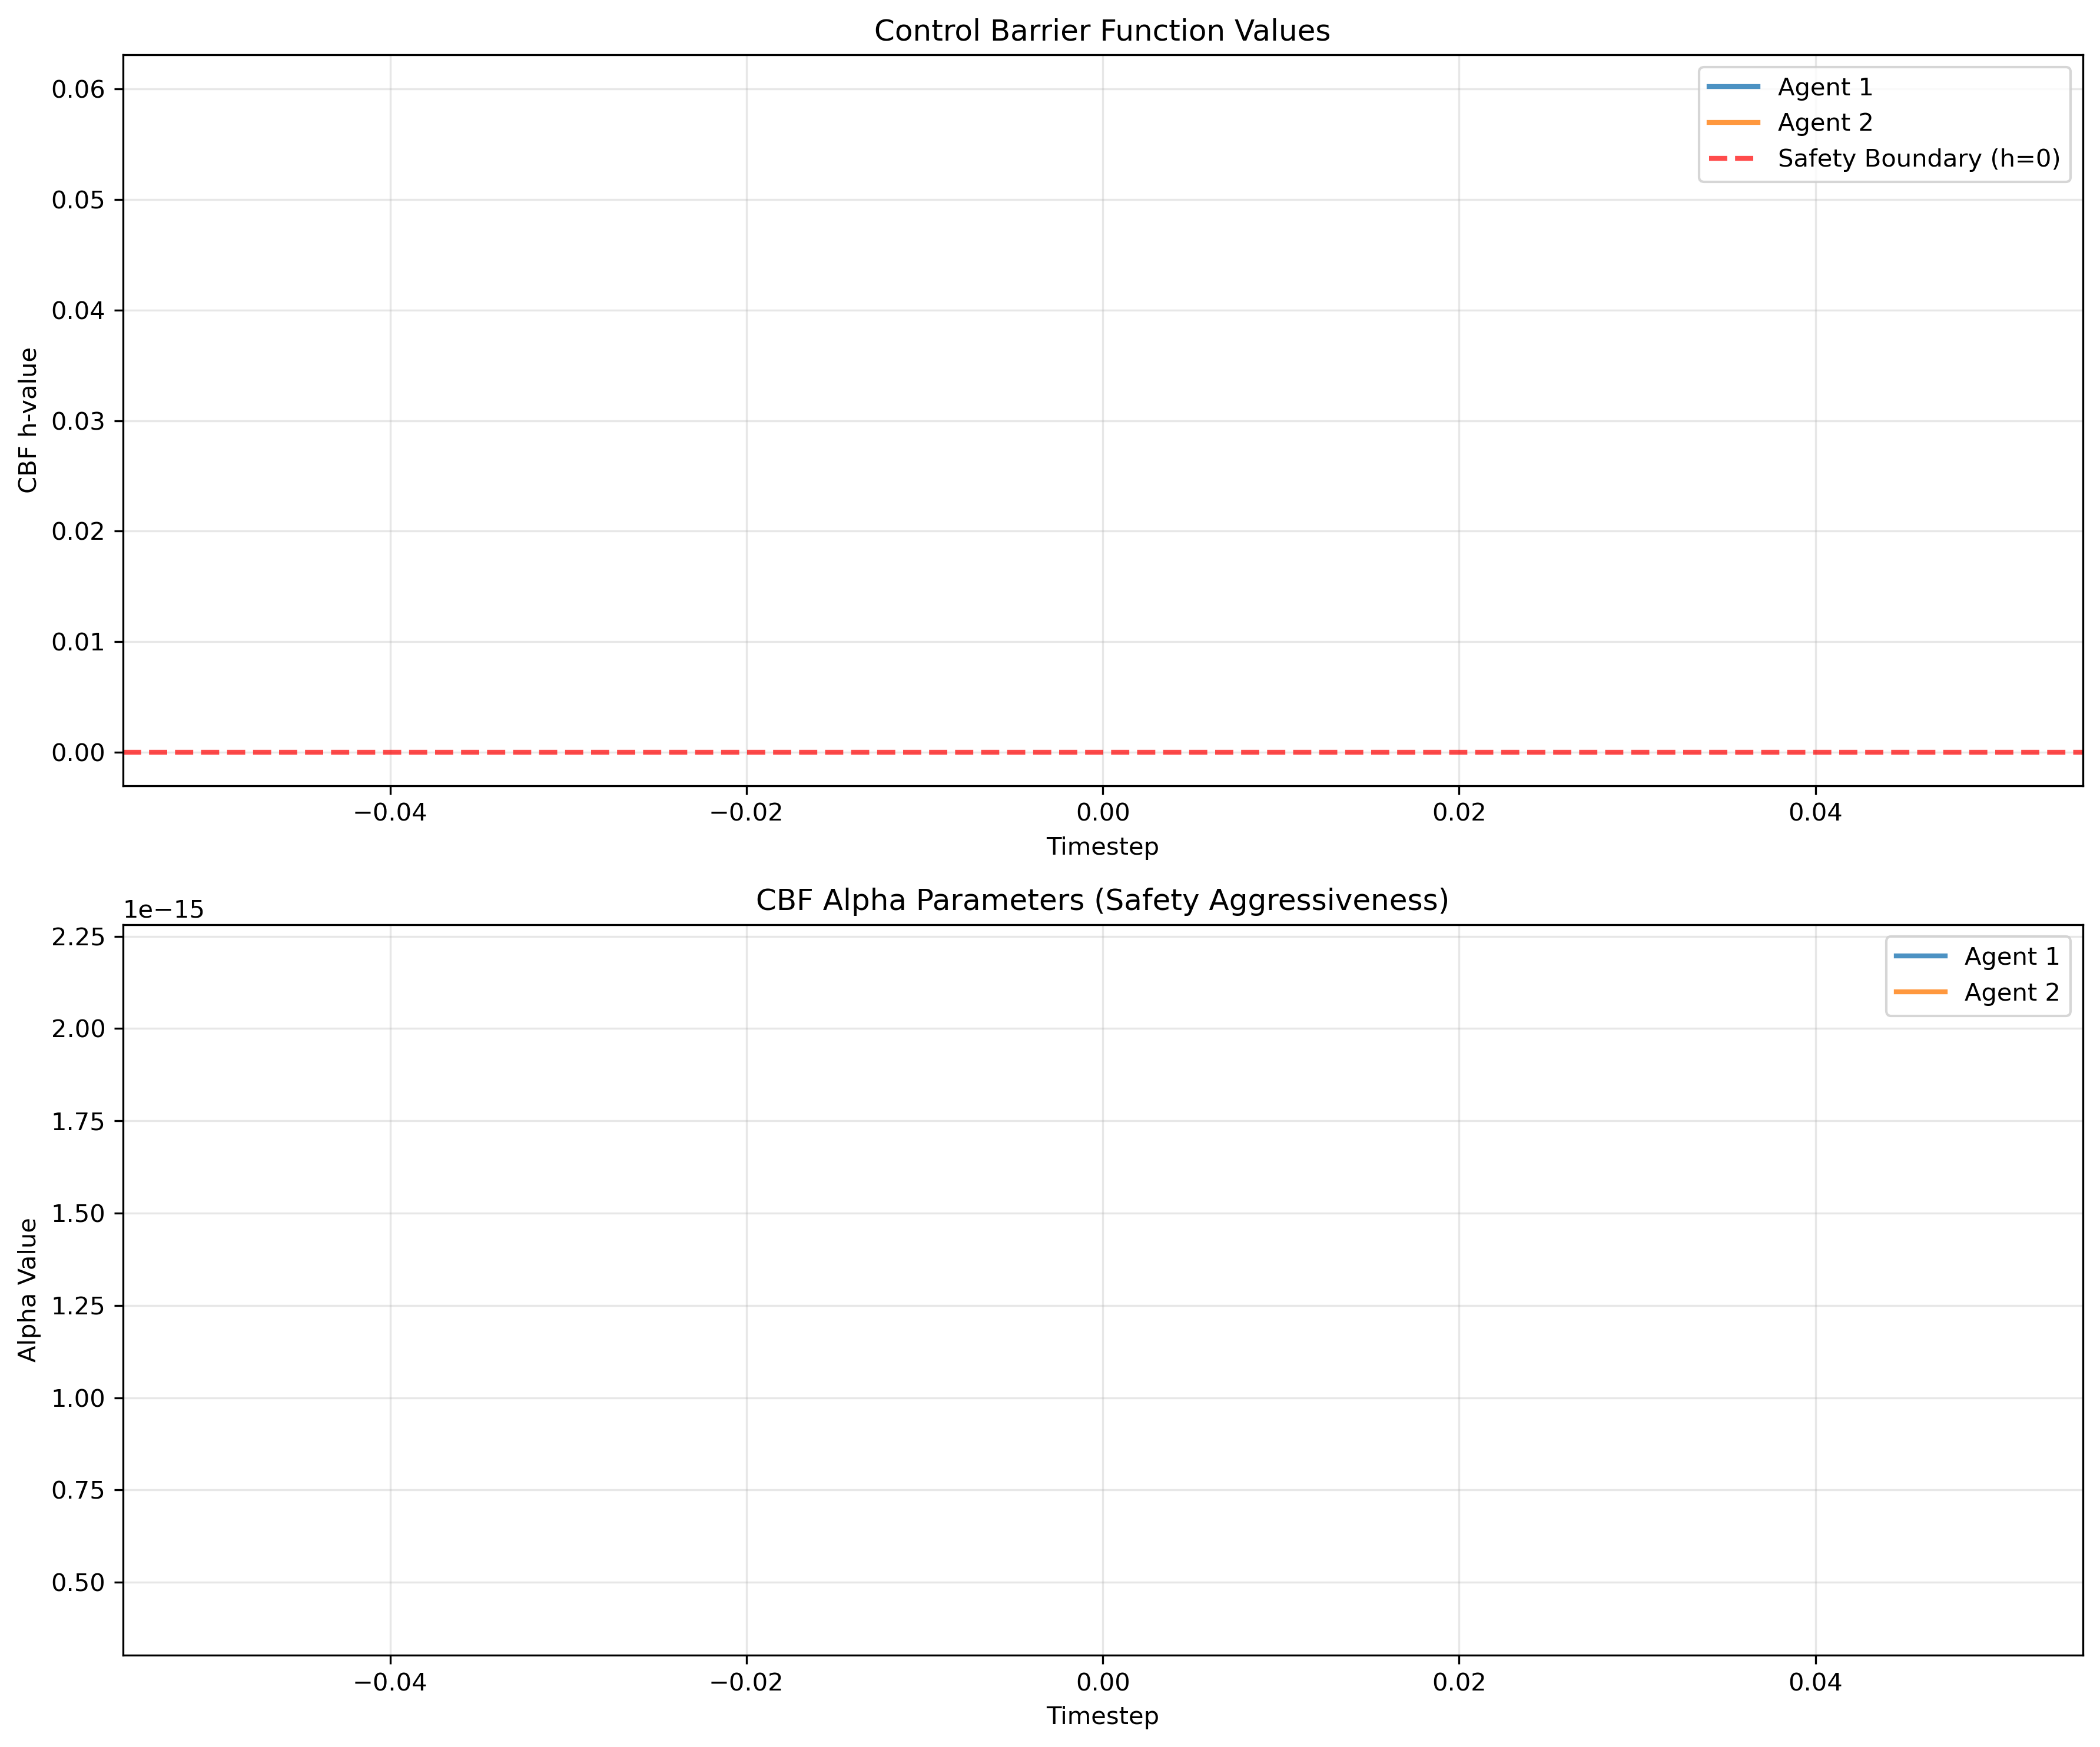 Control Barrier Function Values
0.06
0.05
0.04
0.03
0.02
0.01
0.00
CBF h-value
Agent 1
Agent 2
Safety Boundary (h=0)
−0.04 −0.02 0.00 0.02 0.04
Timestep
CBF Alpha Parameters (Safety Aggressiveness)
1e−15
2.25
2.00
1.75
1.50
1.25
1.00
0.75
0.50
Alpha Value
Agent 1
Agent 2
−0.04 −0.02 0.00 0.02 0.04
Timestep